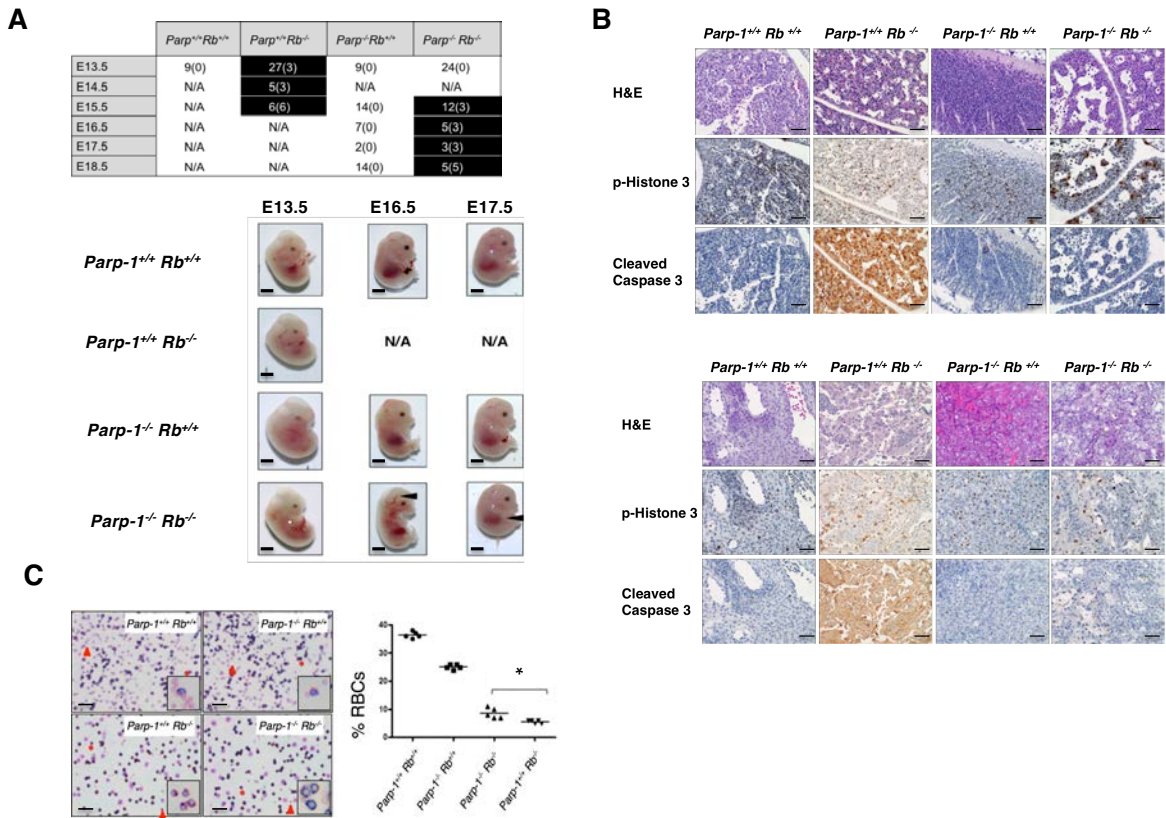 A
Parp+/+Rb+/+ Parp+/+Rb-/- Parp-/-Rb+/+ Parp-/- Rb-/-
E13.5 9(0) 27(3) 9(0) 24(0)
E14.5 N/A 5(3) N/A N/A
E15.5 N/A 6(6) 14(0) 12(3)
E16.5 N/A N/A 7(0) 5(3)
E17.5 N/A N/A 2(0) 3(3)
E18.5 N/A N/A 14(0) 5(5)
E13.5 E16.5 E17.5
Parp-1+/+ Rb+/+
Parp-1+/+ Rb-/-
N/A N/A
Parp-1-/- Rb+/+
Parp-1-/- Rb-/-
B
Parp-1+/+ Rb +/+ Parp-1+/+ Rb -/- Parp-1-/- Rb +/+ Parp-1-/- Rb -/-
H&E
p-Histone 3
Cleaved
Caspase 3
Parp-1+/+ Rb +/+ Parp-1+/+ Rb -/- Parp-1-/- Rb +/+ Parp-1-/- Rb -/-
H&E
p-Histone 3
Cleaved
Caspase 3
C
Parp-1+/+ Rb+/+ Parp-1-/- Rb+/+
Parp-1+/+ Rb-/- Parp-1-/- Rb-/-
% RBCs
40
30
20
10
0
*
Parp-1+/+ Rb+/+
Parp-1-/- Rb+/+
Parp-1-/- Rb-/-
Parp-1+/+ Rb-/-